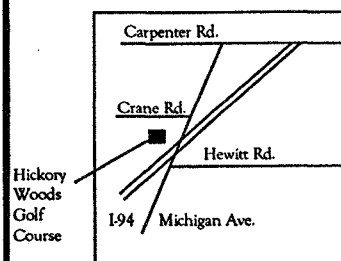 Carpenter Rd.
Crane Rd.
Hewitt Rd.
Hickory
Woods
Golf
Course
I-94
Michigan Ave.